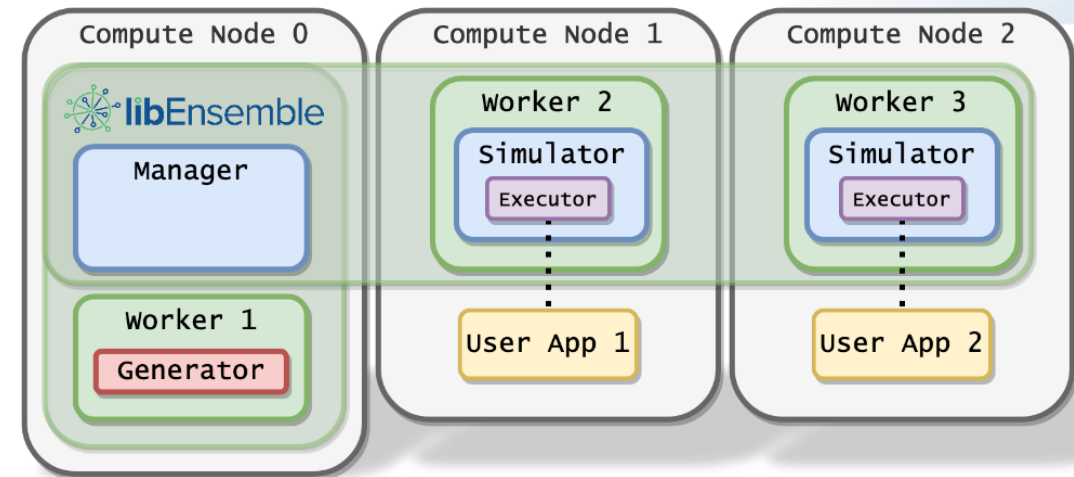 Compute Node 0
libEnsemble
Manager
Worker 1
Generator
Compute Node 1
Worker 2
Simulator
Executor
User App 1
Compute Node 2
Worker 3
Simulator
Executor
User App 2